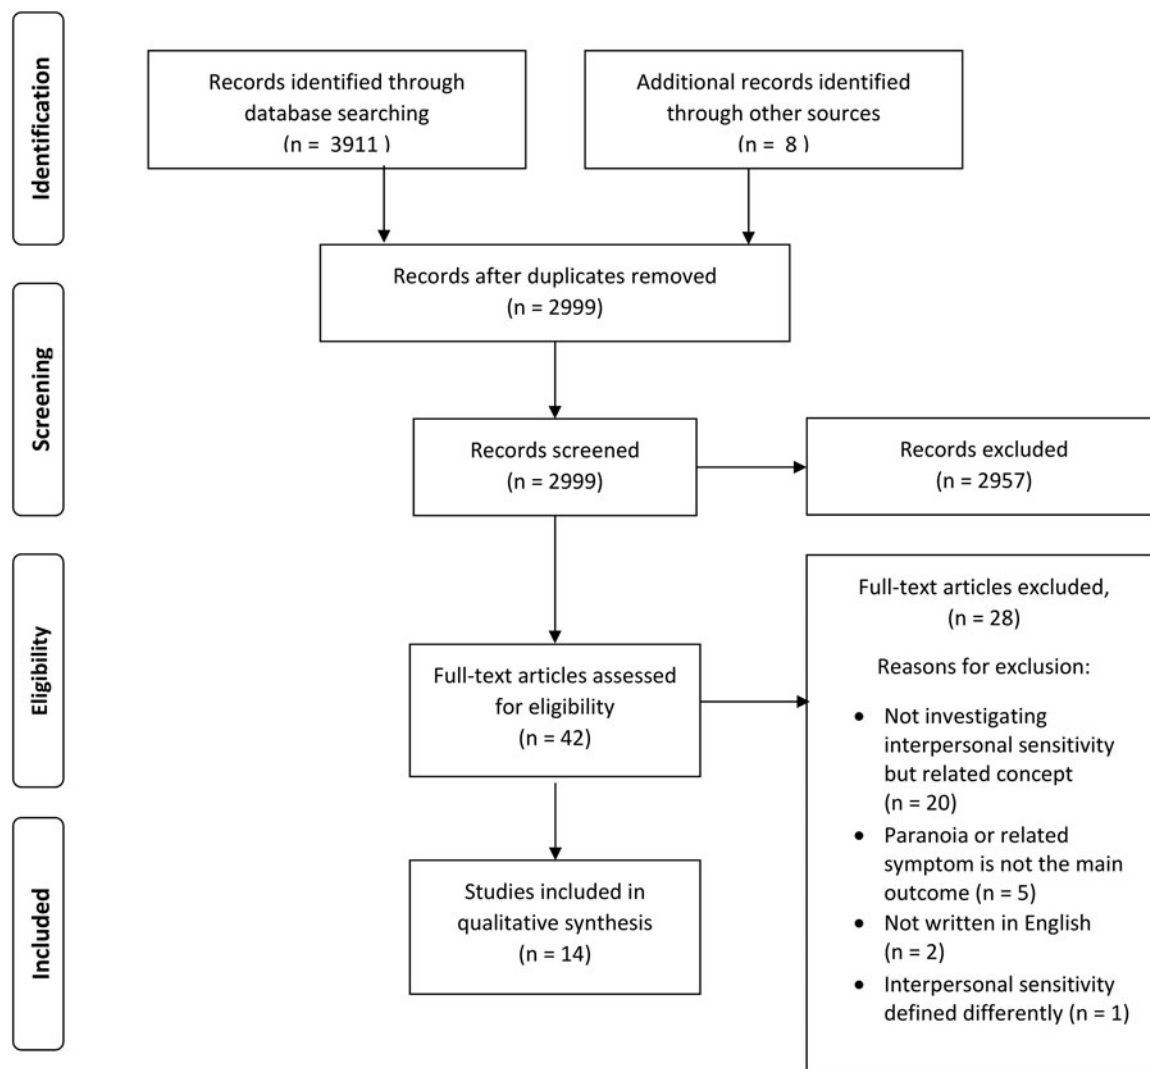 Identification
Records identified through
database searching
(n = 3911 )
Additional records identified
through other sources
(n = 8 )
Records after duplicates removed
(n = 2999)
Screening
Records screened
(n = 2999)
Records excluded
(n = 2957)
Eligibility
Full-text articles assessed
for eligibility
(n = 42)
Full-text articles excluded,
(n = 28)
Reasons for exclusion:
• Not investigating
interpersonal sensitivity
but related concept
(n = 20)
• Paranoia or related
symptom is not the main
outcome (n = 5)
• Not written in English
(n = 2)
• Interpersonal sensitivity
defined differently (n = 1)
Included
Studies included in
qualitative synthesis
(n = 14)